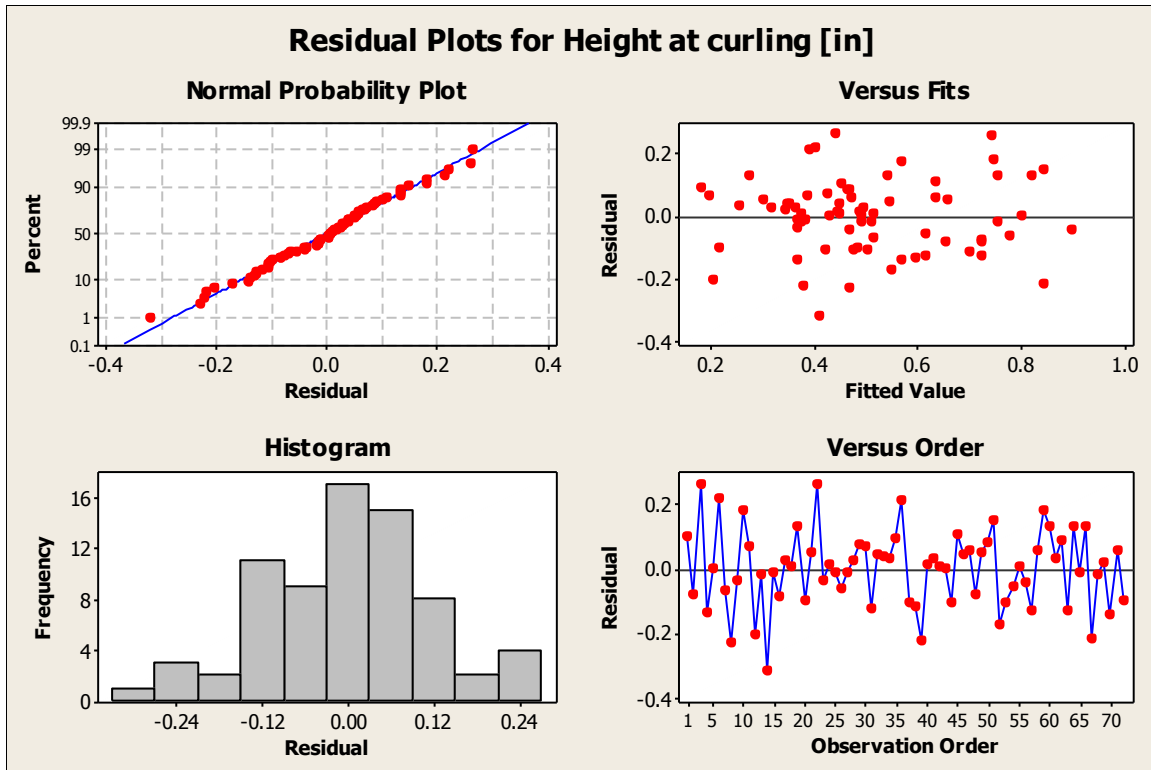 Residual Plots for Height at curling [in]
Normal Probability Plot
99.9
99
90
50
10
1
0.1
Percent
-0.4 -0.2 0.0 0.2 0.4
Residual
Versus Fits
0.2
0.0
-0.2
-0.4
Residual
0.2 0.4 0.6 0.8 1.0
Fitted Value
Histogram
16
12
8
4
0
Frequency
-0.24 -0.12 0.00 0.12 0.24
Residual
Versus Order
0.2
0.0
-0.2
-0.4
Residual
1 5 10 15 20 25 30 35 40 45 50 55 60 65 70
Observation Order